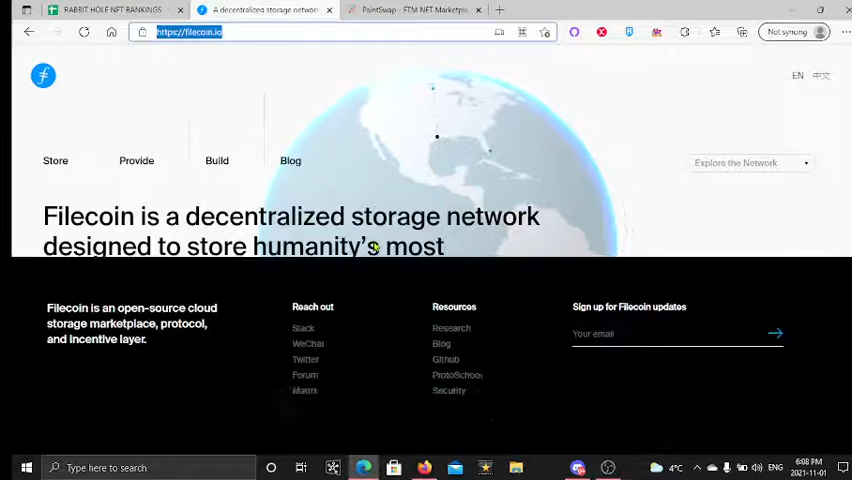 RABBIT HOLE NFT BANKINGS
A decentralized storage network
PaintSwap - FTM NFT Marketpl
https://filecoin.io
Not syncing
EN 中文
Store Provide Build Blog
Explore the Network
Filecoin is a decentralized storage network
designed to store humanity's most
Filecoin is an open-source cloud
storage marketplace, protocol,
and incentive layer.
Reach out
Slack
WeChat
Twitter
Forum
Matrix
Resources
Research
Blog
Github
ProtoSchool
Security
Sign up for Filecoin updates
Your email
Type here to search
4°C
ENG
6:08 PM
2021-11-01